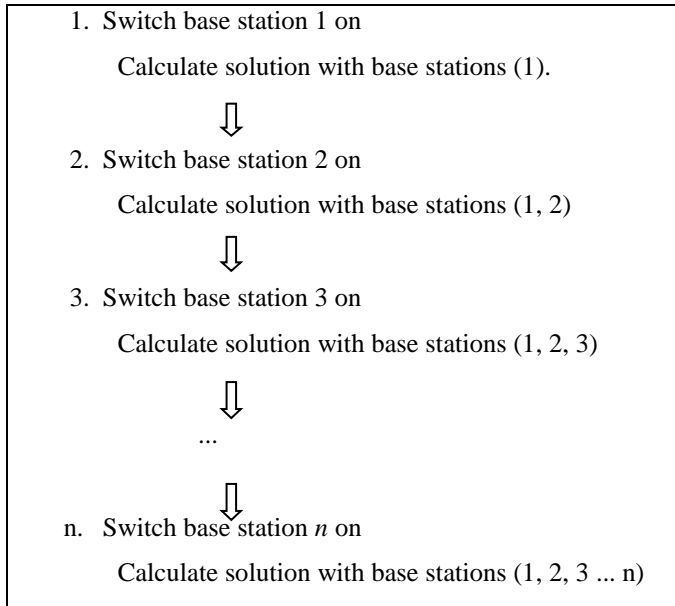 1. Switch base station 1 on
Calculate solution with base stations (1).
2. Switch base station 2 on
Calculate solution with base stations (1, 2)
3. Switch base station 3 on
Calculate solution with base stations (1, 2, 3)
...
n. Switch base station n on
Calculate solution with base stations (1, 2, 3 ... n)